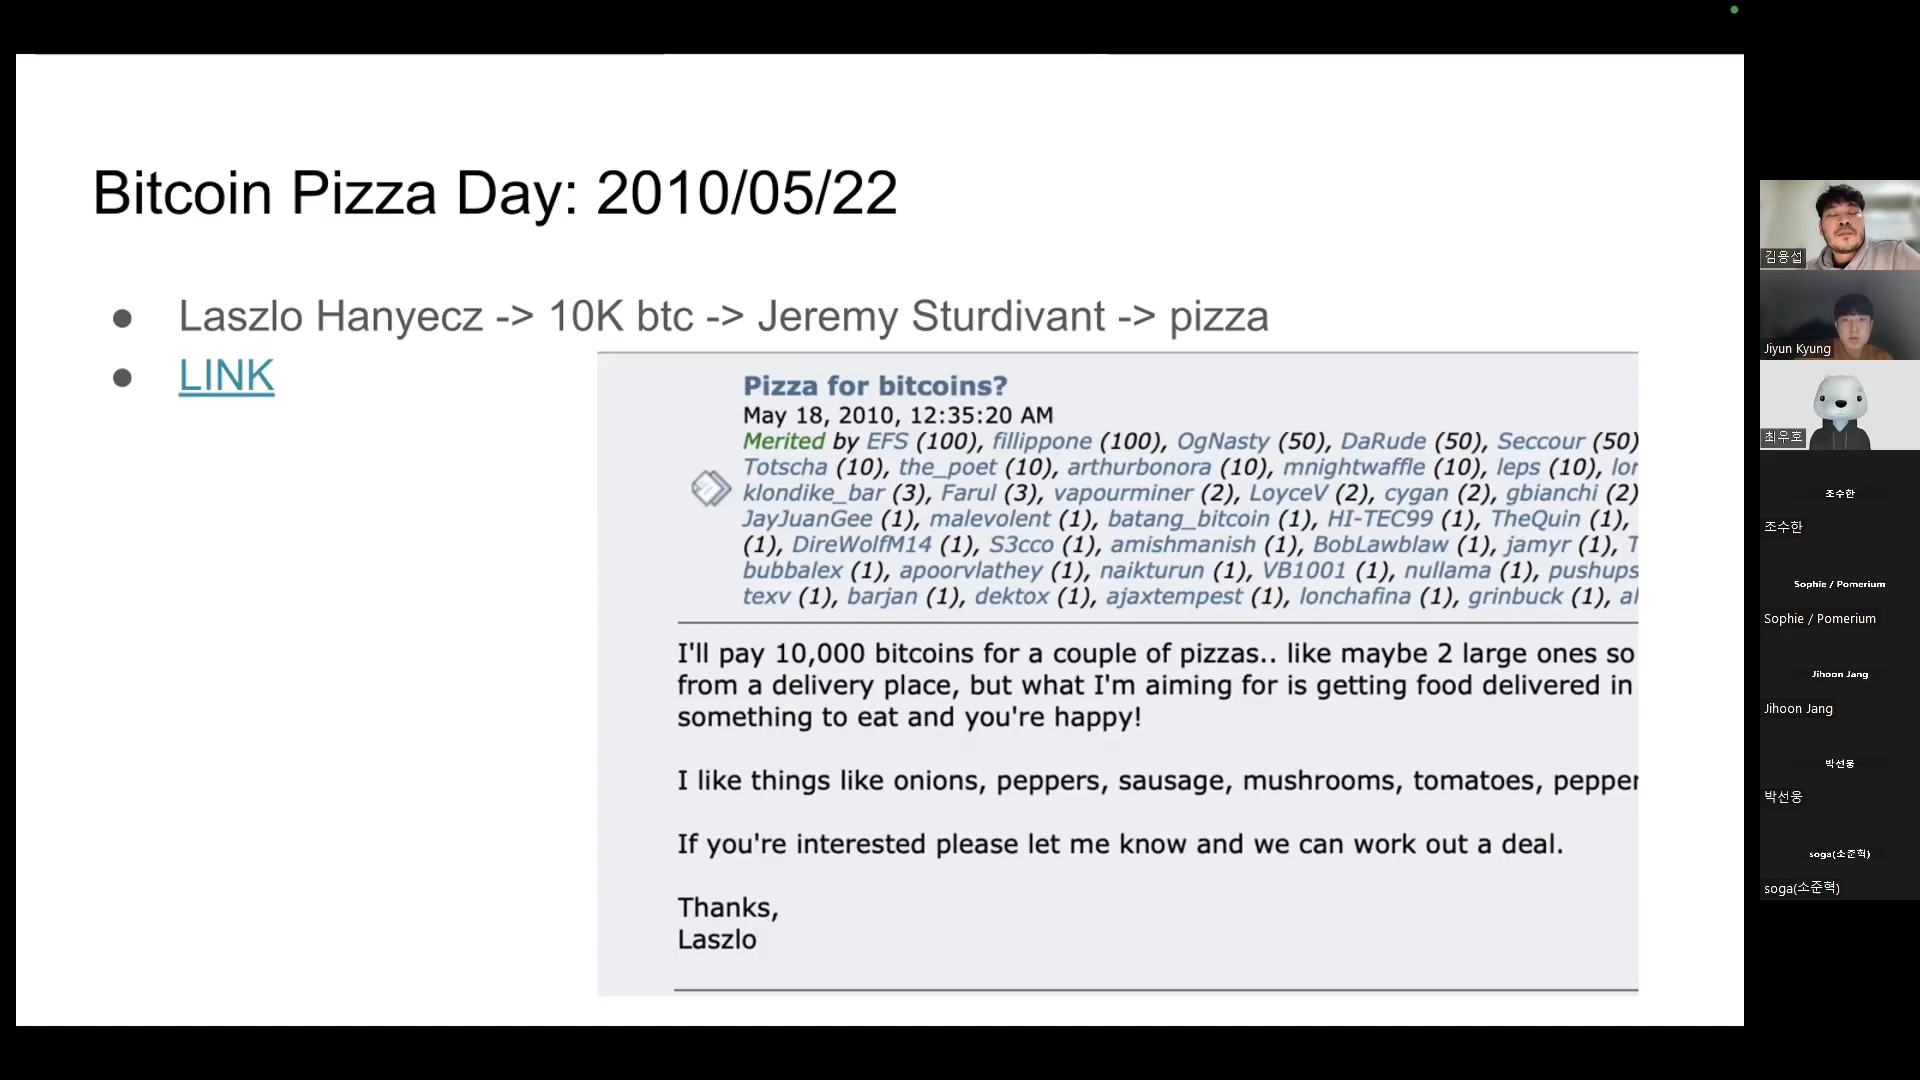 Bitcoin Pizza Day: 2010/05/22
Laszlo Hanyecz -> 10K btc -> Jeremy Sturdivant -> pizza
LINK
Pizza for bitcoins?
May 18, 2010, 12:35:20 AM
Merited by EFS (100), fillippone (100), OgNasty (50), DaRude (50), Seccour (50)
Totscha (10), the_poet (10), arthurbonora (10), mnightwaffle (10), leps (10), lor
klondike_bar (3), Farul (3), vapourminer (2), LoyceV (2), cygan (2), gbianchi (2)
JayJuanGee (1), malevolent (1), batang_bitcoin (1), HI-TEC99 (1), TheQuin (1),
(1), DireWolfM14 (1), S3cco (1), amishmanish (1), BobLawblaw (1), jamyr (1), T
bubbalex (1), apoorvlathey (1), naikturun (1), VB1001 (1), nullama (1), pushups
texv (1), barjan (1), dektox (1), ajaxtempest (1), lonchafina (1), grinbuck (1), al
I'll pay 10,000 bitcoins for a couple of pizzas.. like maybe 2 large ones so
from a delivery place, but what I'm aiming for is getting food delivered in
something to eat and you're happy!
I like things like onions, peppers, sausage, mushrooms, tomatoes, pepper
If you're interested please let me know and we can work out a deal.
Thanks,
Laszlo
김용섭
Jiyun Kyung
최우호
조수한
조수한
Sophie / Pomerium
Sophie / Pomerium
Jihoon Jang
Jihoon Jang
박선웅
박선웅
soga(소준혁)
soga(소준혁)